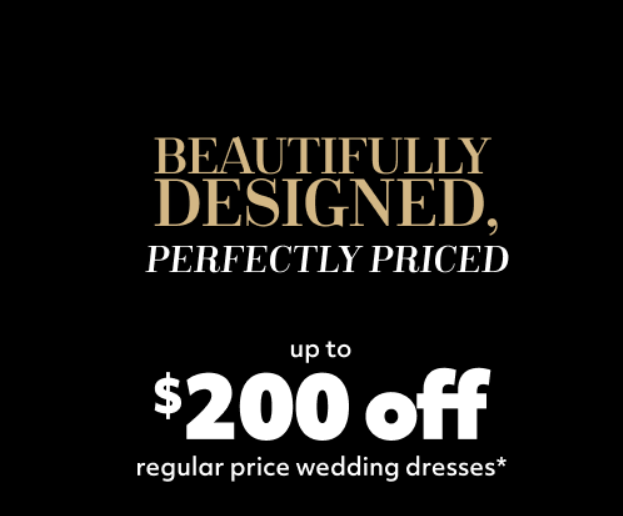 BEAUTIFULLY
DESIGNED,
PERFECTLY PRICED
up to
$200 off
regular price wedding dresses*